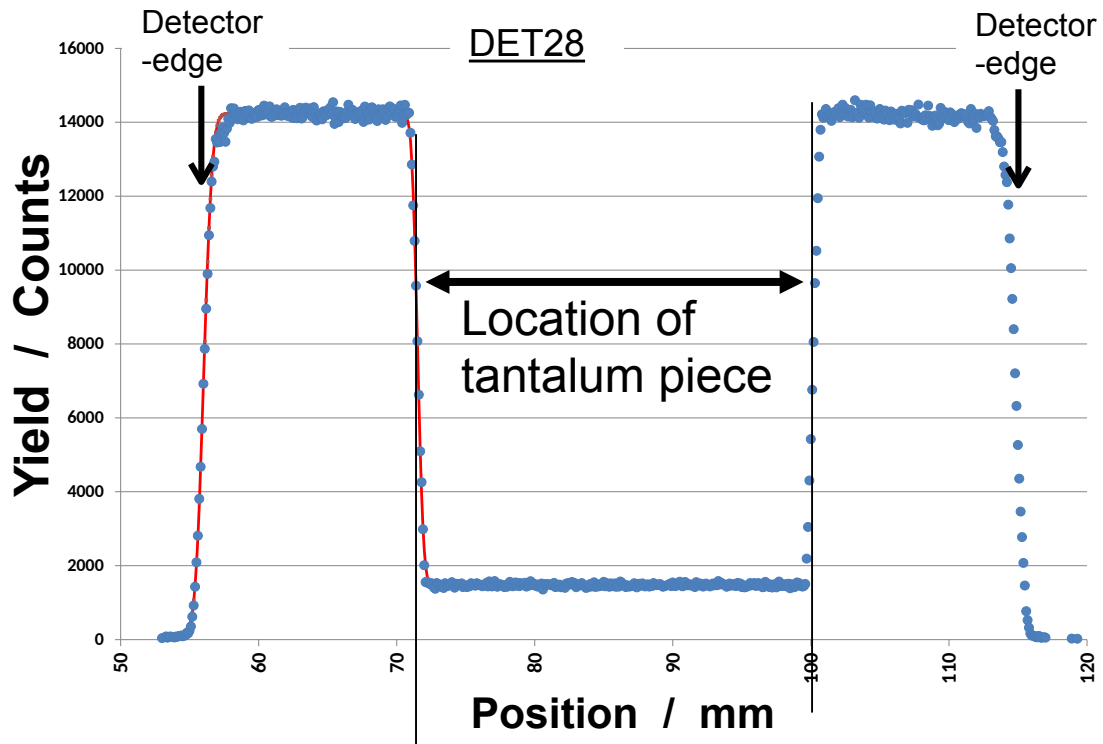 Detector
-edge
DET28
Detector
-edge
16000
14000
12000
10000
8000
6000
4000
2000
0
Yield / Counts
Location of
tantalum piece
50
60
70
80
90
100
110
120
Position / mm